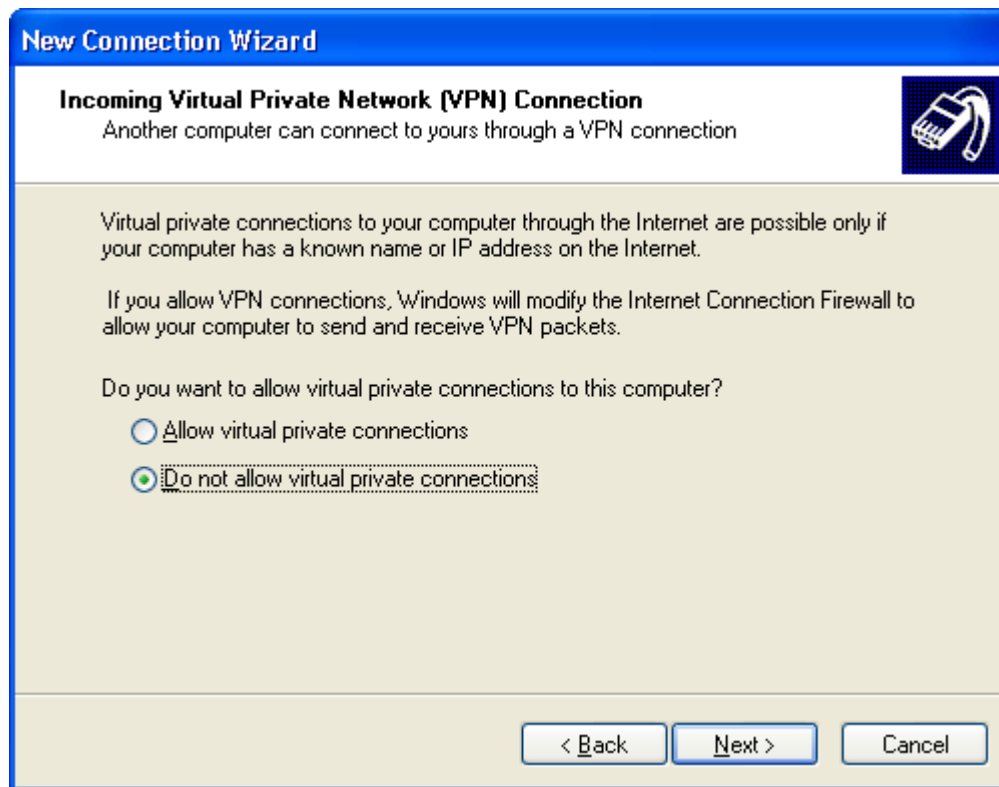 New Connection Wizard
Incoming Virtual Private Network (VPN) Connection
Another computer can connect to yours through a VPN connection
Virtual private connections to your computer through the Internet are possible only if
your computer has a known name or IP address on the Internet.
If you allow VPN connections, Windows will modify the Internet Connection Firewall to
allow your computer to send and receive VPN packets.
Do you want to allow virtual private connections to this computer?
Allow virtual private connections
Do not allow virtual private connections
< Back Next > Cancel